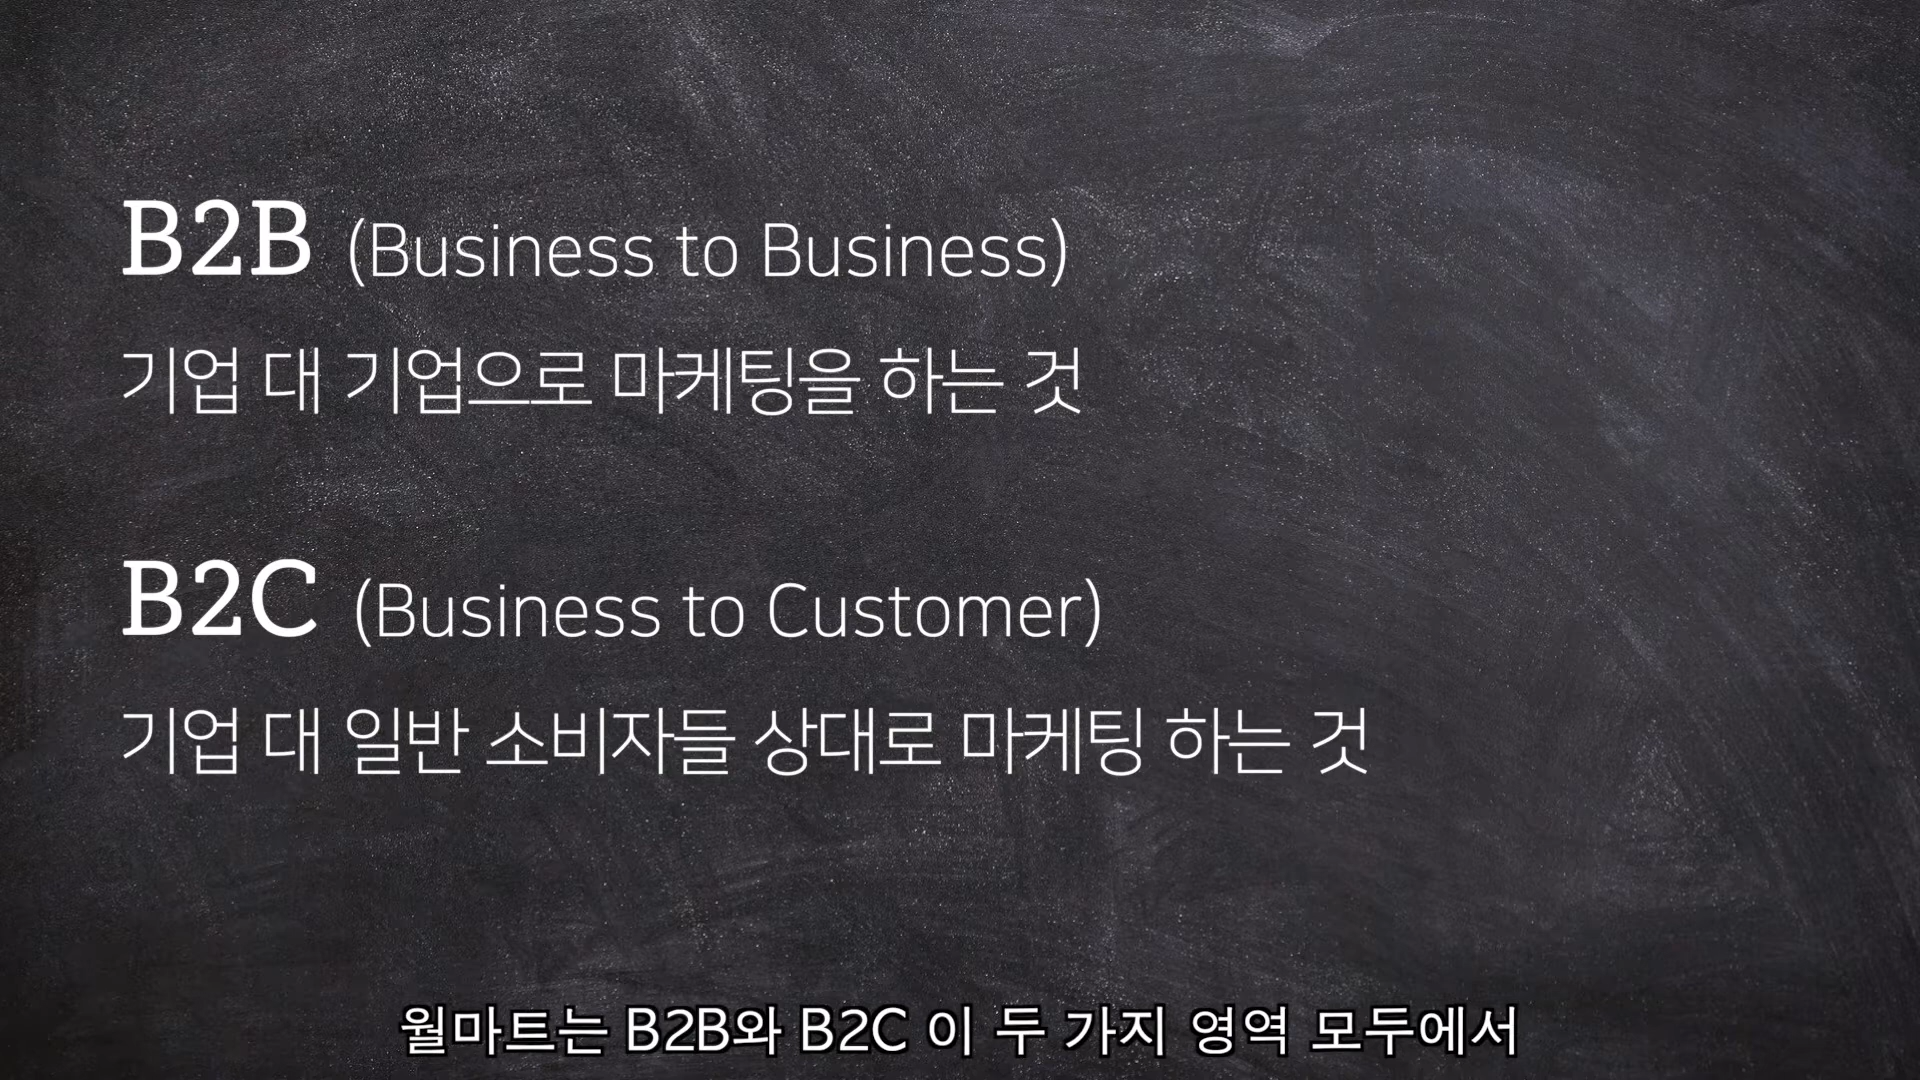 B2B (Business to Business)
기업 대 기업으로 마케팅을 하는 것
B2C (Business to Customer)
기업 대 일반 소비자들 상대로 마케팅 하는 것
월마트는 B2B와 B2C 이 두 가지 영역 모두에서